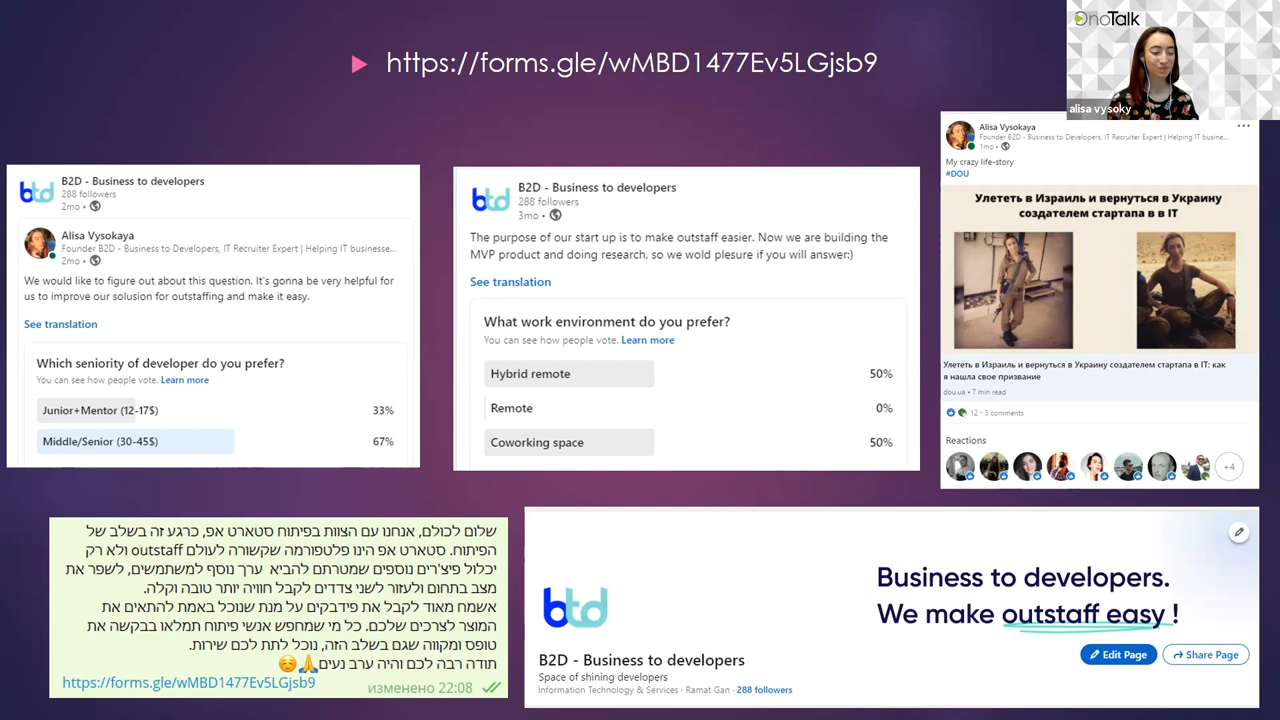 https://forms.gle/wMBD1477Ev5LGjsb9
OnoTalk
alisa vysoky
btd
B2D - Business to developers
288 followers
2mo •
Alisa Vysokaya
Founder B2D - Business to Developers, IT Recruiter Expert | Helping IT businesse...
2mo •
We would like to figure out about this question. It's gonna be very helpful for
us to improve our solusion for outstaffing and make it easy.
See translation
Which seniority of developer do you prefer?
You can see how people vote. Learn more
Junior+Mentor (12-17$) 33%
Middle/Senior (30-45$) 67%
btd
B2D - Business to developers
288 followers
3mo •
The purpose of our start up is to make outstaff easier. Now we are building the
MVP product and doing research, so we wold plesure if you will answer:)
See translation
What work environment do you prefer?
You can see how people vote. Learn more
Hybrid remote 50%
Remote 0%
Coworking space 50%
Alisa Vysokaya
Founder B2D - Business to Developers, IT Recruiter Expert | Helping IT busine...
1mo •
My crazy life-story
#DOU
Улететь в Израиль и вернуться в Украину
создателем стартапа в в IT
Улететь в Израиль и вернуться в Украину создателем стартапа в IT: как
я нашла свое призвание
dou.ua • 7 min read
12 • 3 comments
Reactions
+4
שלום לכולם, אנחנו עם הצוות בפיתוח סטארט אפ, כרגע זה בשלב של
הפיתוח. סטארט אפ הינו פלטפורמה שקשורה לעולם outstaff ולא רק
יכלול פיצ'רים נוספים שמטרתם להביא ערך נוסף למשתמשים, לשפר את
מצב בתחום ולעזור לשני צדדים לקבל חוויה יותר טובה וקלה.
אשמח מאוד לקבל את פידבקים על מנת שנוכל באמת להתאים את
המוצר לצרכים שלכם. כל מי שמחפש אנשי פיתוח תמלאו בבקשה את
טופס ומקווה שגם בשלב הזה, נוכל לתת לכם שירות.
תודה רבה לכם והיה ערב נעים🙏☺️
https://forms.gle/wMBD1477Ev5LGjsb9
изменено 22:08
Business to developers.
We make outstaff easy !
btd
B2D - Business to developers
Space of shining developers
Information Technology & Services · Ramat Gan · 288 followers
Edit Page
Share Page